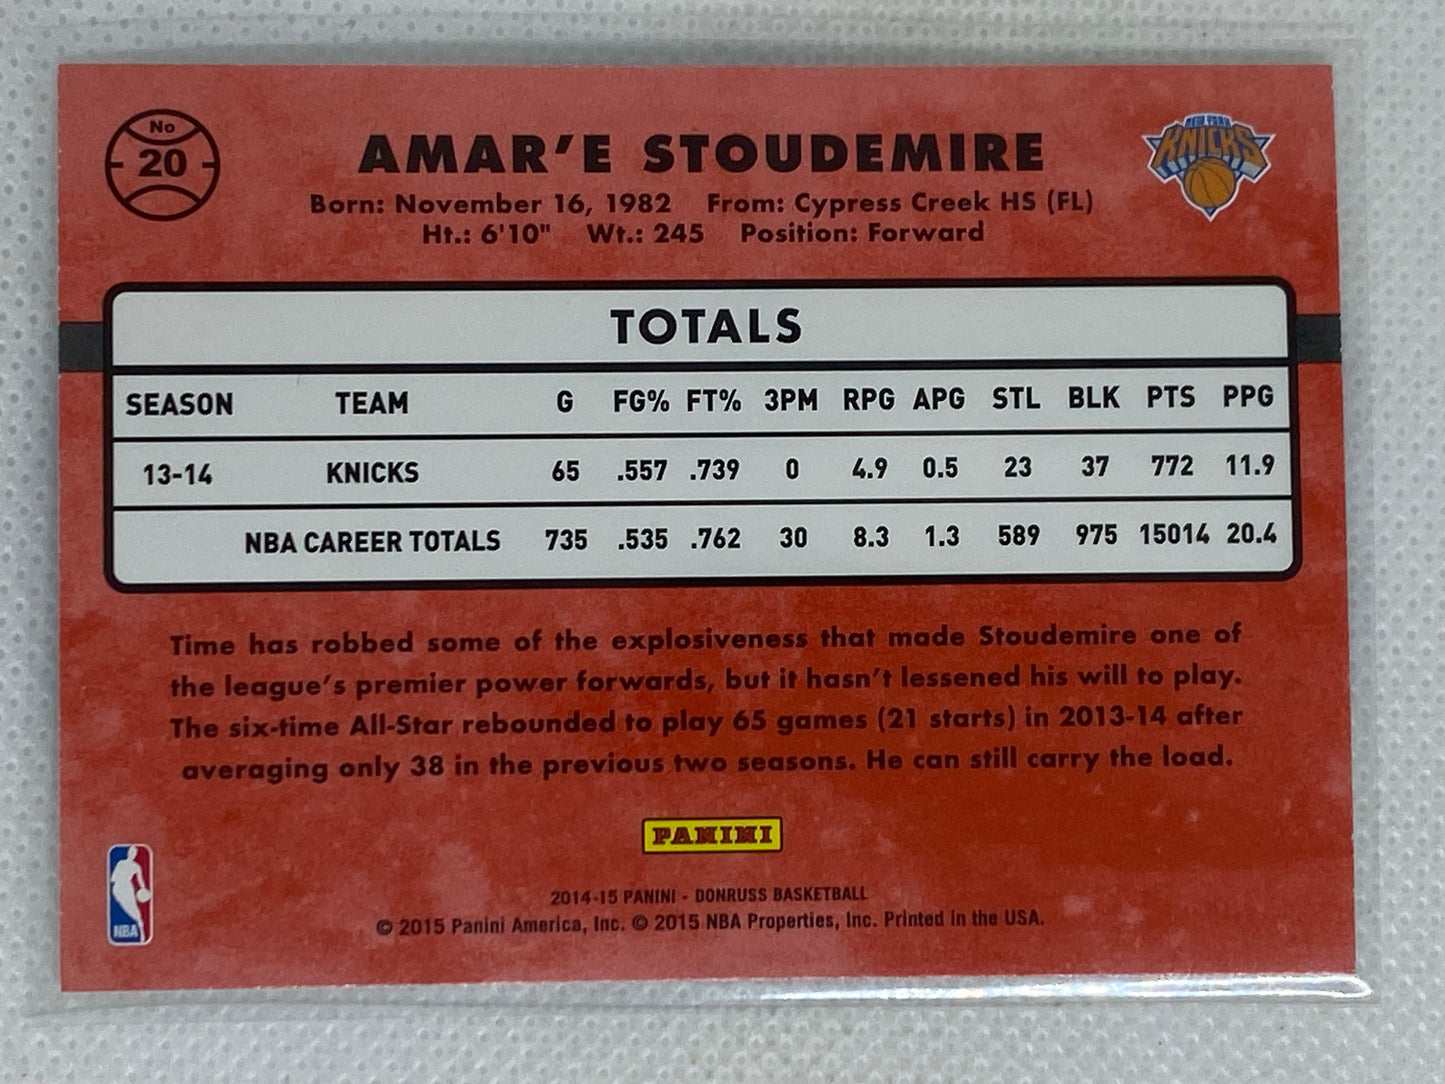 No
20
AMAR'E STOUDEMIRE
Born: November 16, 1982 From: Cypress Creek HS (FL)
Ht.: 6'10" Wt.: 245 Position: Forward
NEW YORK
KNICKS
TOTALS
SEASON TEAM G FG% FT% 3PM RPG APG STL BLK PTS PPG
13-14 KNICKS 65 .557 .739 0 4.9 0.5 23 37 772 11.9
NBA CAREER TOTALS 735 .535 .762 30 8.3 1.3 589 975 15014 20.4
Time has robbed some of the explosiveness that made Stoudemire one of
the league's premier power forwards, but it hasn't lessened his will to play.
The six-time All-Star rebounded to play 65 games (21 starts) in 2013-14 after
averaging only 38 in the previous two seasons. He can still carry the load.
PANINI
NBA
2014-15 PANINI - DONRUSS BASKETBALL
© 2015 Panini America, Inc. © 2015 NBA Properties, Inc. Printed in the USA.